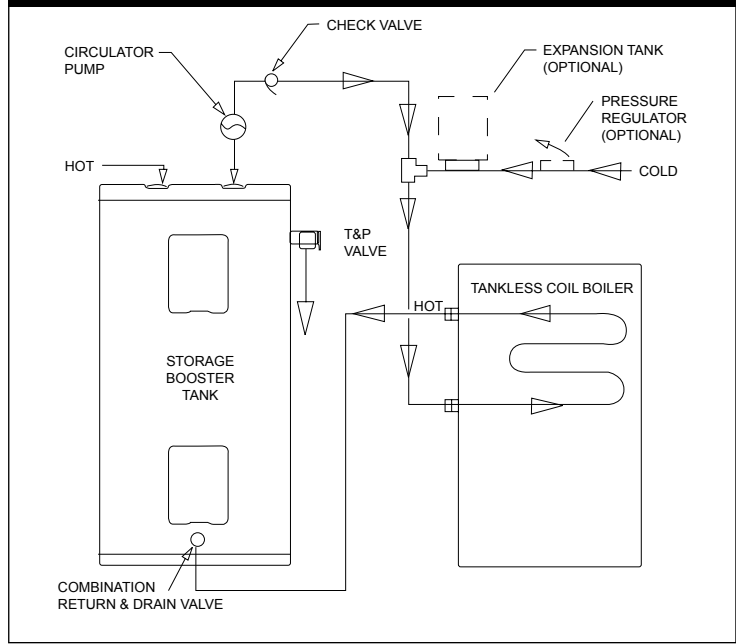 CHECK VALVE
CIRCULATOR
PUMP
EXPANSION TANK
(OPTIONAL)
PRESSURE
REGULATOR
(OPTIONAL)
HOT
COLD
T&P
VALVE
TANKLESS COIL BOILER
HOT
STORAGE
BOOSTER
TANK
COMBINATION
RETURN & DRAIN VALVE